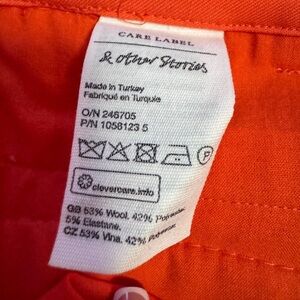 CARE LABEL
& other Stories
Made in Turkey
Fabriqué en Turquie
O/N 246705
P/N 1058123 5
P
clevercare.info
GB 53% Wool. 42% Polyester.
5% Elastane.
CZ 53% Vlna. 42% Polyester.